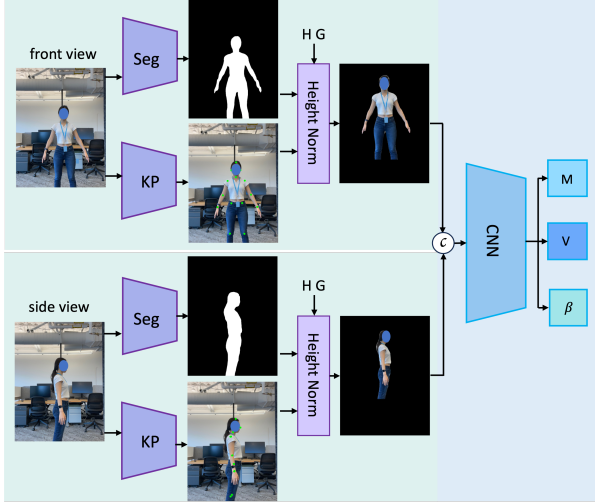 front view
Seg
KP
H G
Height Norm
C
CNN
M
V
β
side view
Seg
KP
H G
Height Norm